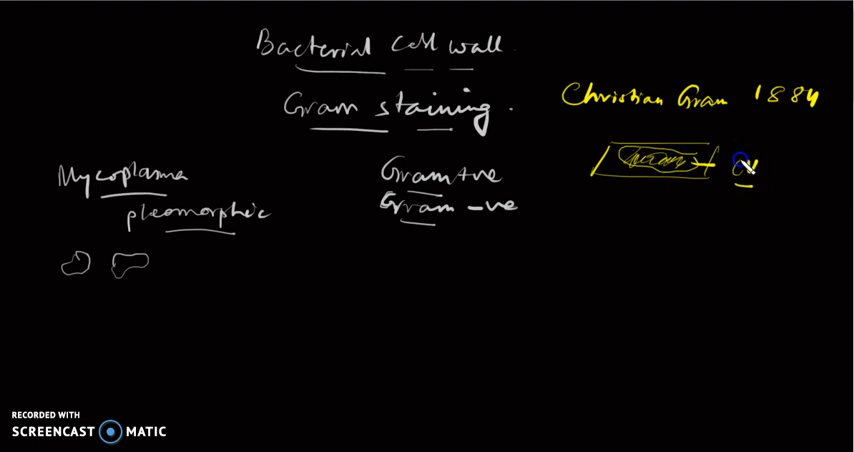 Bacterial Cell wall
Gram staining.
Christian Gram 1884
Mycoplasma
pleomorphic
Gram +ve
Gram -ve
RECORDED WITH
SCREENCAST MATIC